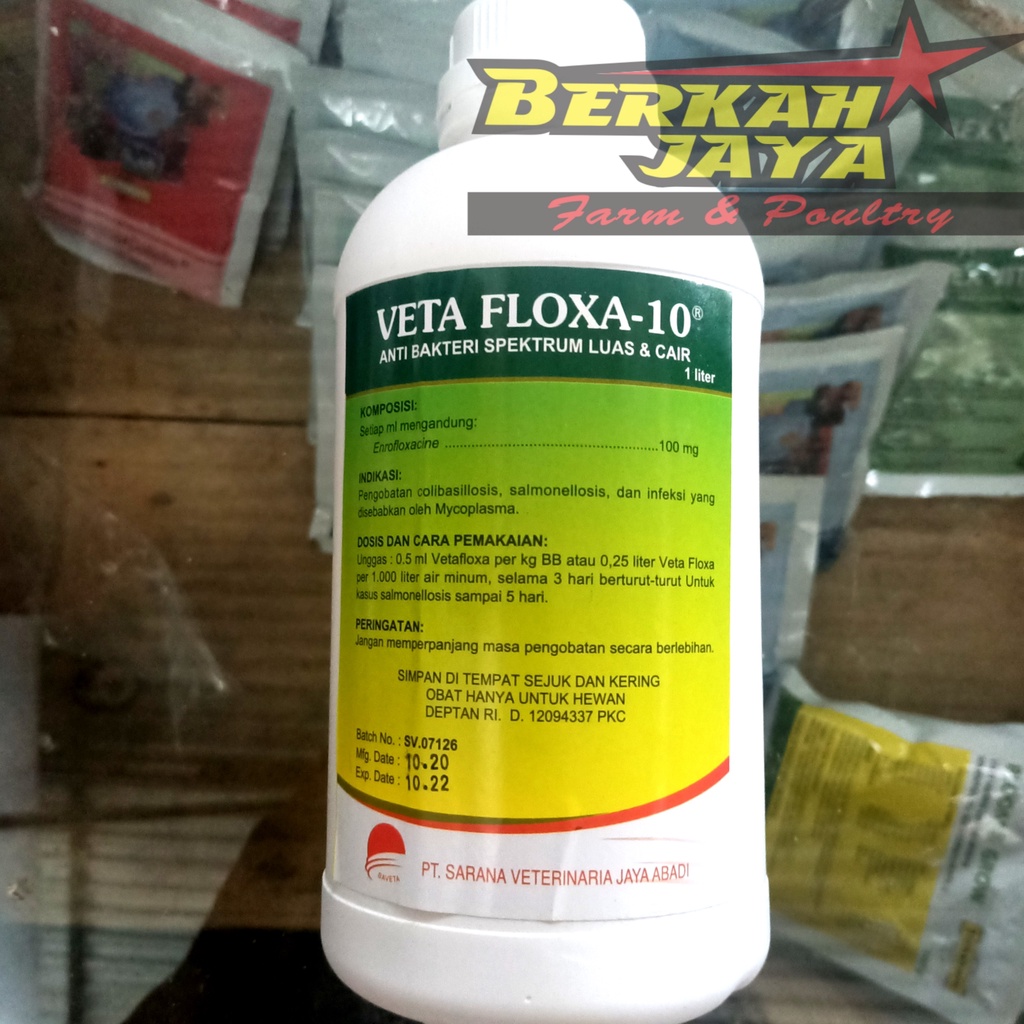 BERKAH
JAYA
Farm & Poultry
VETA FLOXA-10®
ANTI BAKTERI SPEKTRUM LUAS & CAIR
1 liter
KOMPOSISI:
Setiap ml mengandung:
Enrofloxacine ............................................................100 mg
INDIKASI:
Pengobatan colibasillosis, salmonellosis, dan infeksi yang
disebabkan oleh Mycoplasma.
DOSIS DAN CARA PEMAKAIAN:
Unggas : 0.5 ml Vetafloxa per kg BB atau 0,25 liter Veta Floxa
per 1.000 liter air minum, selama 3 hari berturut-turut Untuk
kasus salmonellosis sampai 5 hari.
PERINGATAN:
Jangan memperpanjang masa pengobatan secara berlebihan.
SIMPAN DI TEMPAT SEJUK DAN KERING
OBAT HANYA UNTUK HEWAN
DEPTAN RI. D. 12094337 PKC
Batch No. : SV.07126
Mfg. Date : 10.20
Exp. Date : 10.22
SAVETA
PT. SARANA VETERINARIA JAYA ABADI